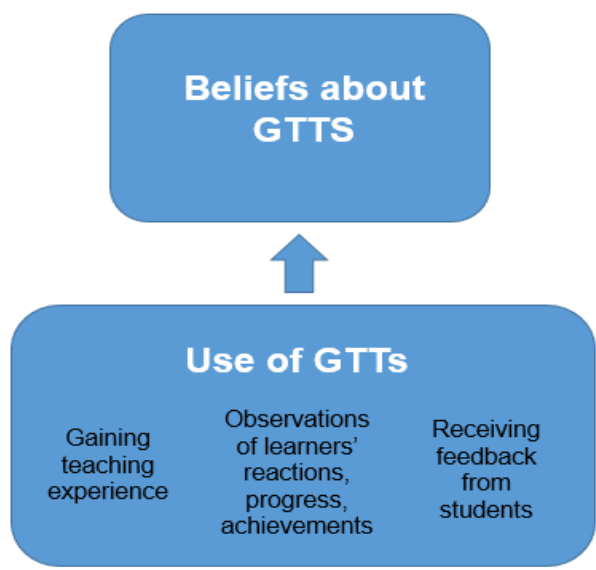 Beliefs about
GTTS
Use of GTTs
Gaining
teaching
experience
Observations
of learners’
reactions,
progress,
achievements
Receiving
feedback
from
students